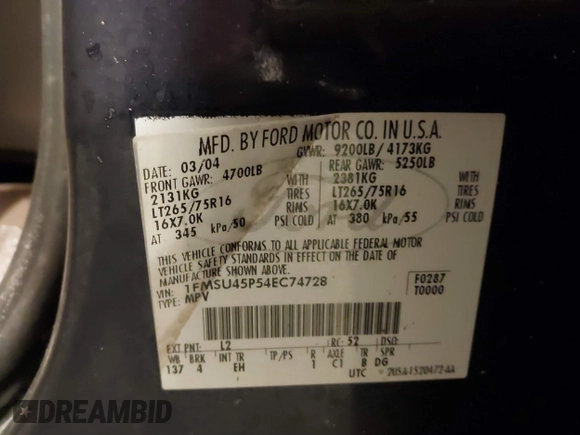 MFD. BY FORD MOTOR CO. IN U.S.A.
DATE: 03/04 GVWR: 9200LB/ 4173KG
FRONT GAWR: 4700LB REAR GAWR: 5250LB
2131KG WITH 2381KG WITH
LT265/75R16 TIRES LT265/75R16 TIRES
16X7.0K RIMS 16X7.0K RIMS
AT 345 kPa/50 PSI COLD AT 380 kPa/55 PSI COLD
THIS VEHICLE CONFORMS TO ALL APPLICABLE FEDERAL MOTOR
VEHICLE SAFETY STANDARDS IN EFFECT ON THE DATE OF
MANUFACTURE SHOWN ABOVE.
VIN: 1FMSU45P54EC74728 F0287
TYPE: MPV T0000
Ford
EXT PNT: L2 RC: 52 DSO:
WB BRK INT TR TP/PS R AXLE TR SPR
137 4 EH 1 C1 B DG
UTC 2USA-1520472-AA
DREAMBID